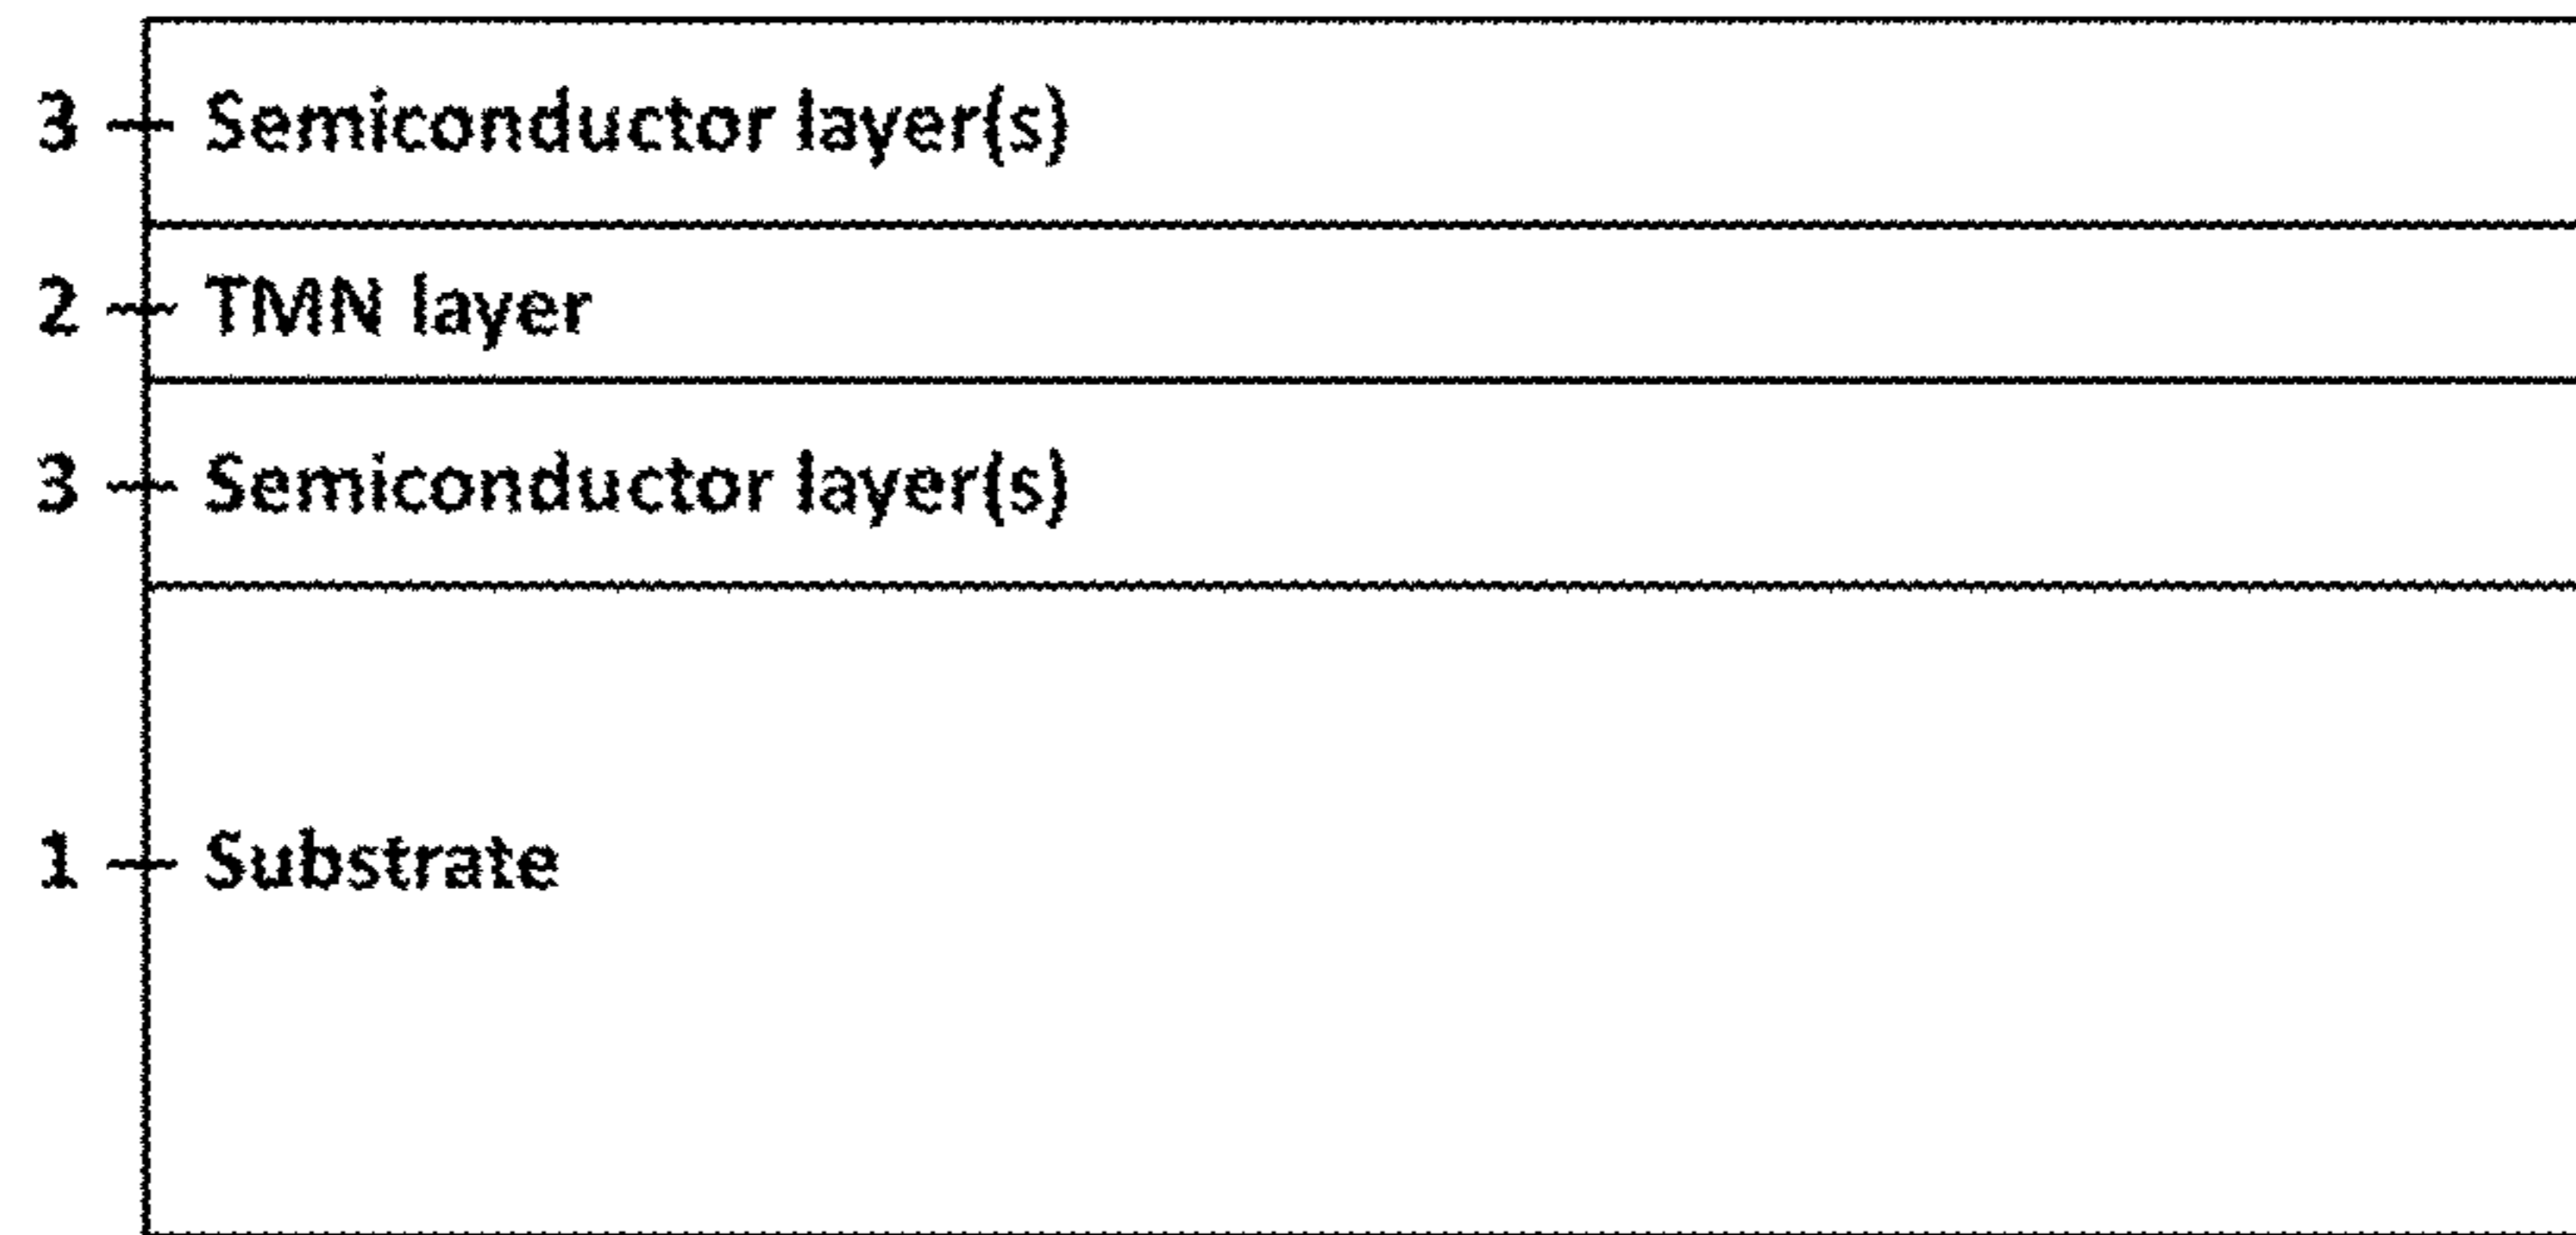 3 Semiconductor layer(s)
2 TMN layer
3 Semiconductor layer(s)
1 Substrate